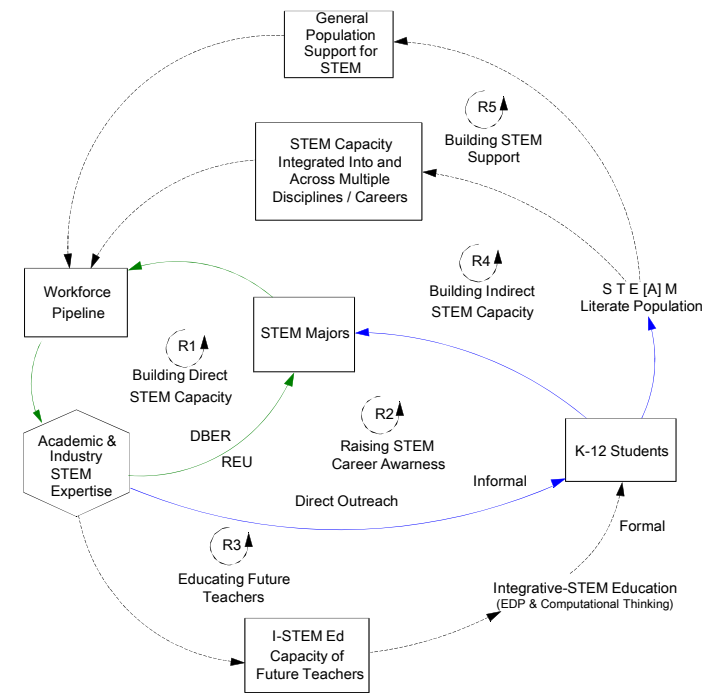 General
Population
Support for
STEM
R5
Building STEM
Support
STEM Capacity
Integrated Into and
Across Multiple
Disciplines / Careers
R4
Building Indirect
STEM Capacity
S T E [A] M
Literate Population
Workforce
Pipeline
STEM Majors
R1
Building Direct
STEM Capacity
R2
Raising STEM
Career Awarness
K-12 Students
Academic &
Industry
STEM
Expertise
DBER
REU
Informal
Direct Outreach
Formal
R3
Educating Future
Teachers
Integrative-STEM Education
(EDP & Computational Thinking)
I-STEM Ed
Capacity of
Future Teachers